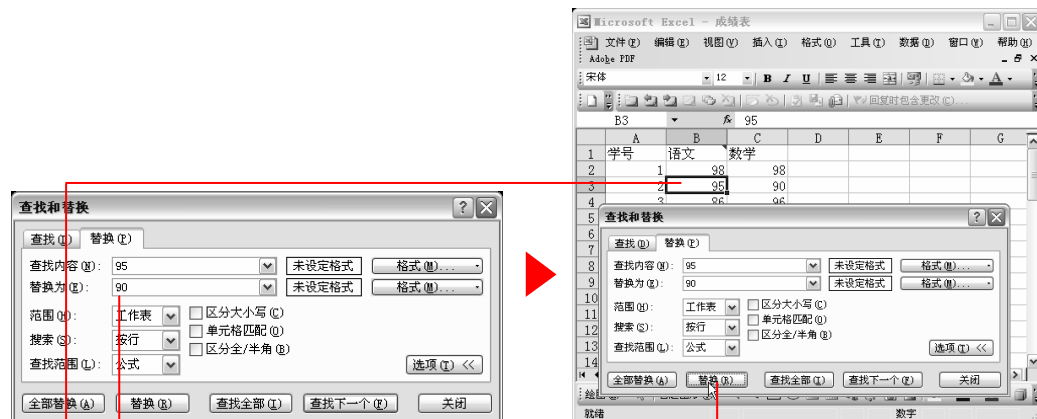 Microsoft Excel - 成绩表
文件(F) 编辑(E) 视图(V) 插入(I) 格式(O) 工具(T) 数据(D) 窗口(W) 帮助(H)
Adobe PDF
宋体 12 B I U A
回复时包含更改(C)...
B3 fx 95
A B C D E F G
1 学号 语文 数学
2 1 98 98
3 2 95 90
4 3 86 96
5
6
7
8
9
10
11
12
13
14
查找和替换
查找(D) 替换(P)
查找内容(N): 95 未设定格式 格式(M)...
替换为(E): 90 未设定格式 格式(M)...
范围(H): 工作表 区分大小写(C)
单元格匹配(O)
搜索(S): 按行
区分全/半角(B)
查找范围(L): 公式 选项(T) <<
全部替换(A) 替换(R) 查找全部(I) 查找下一个(F) 关闭
查找和替换
查找(D) 替换(P)
查找内容(N): 95 未设定格式 格式(M)...
替换为(E): 90 未设定格式 格式(M)...
范围(H): 工作表 区分大小写(C)
单元格匹配(O)
搜索(S): 按行
区分全/半角(B)
查找范围(L): 公式 选项(T) <<
全部替换(A) 替换(R) 查找全部(I) 查找下一个(F) 关闭
就绪 数字